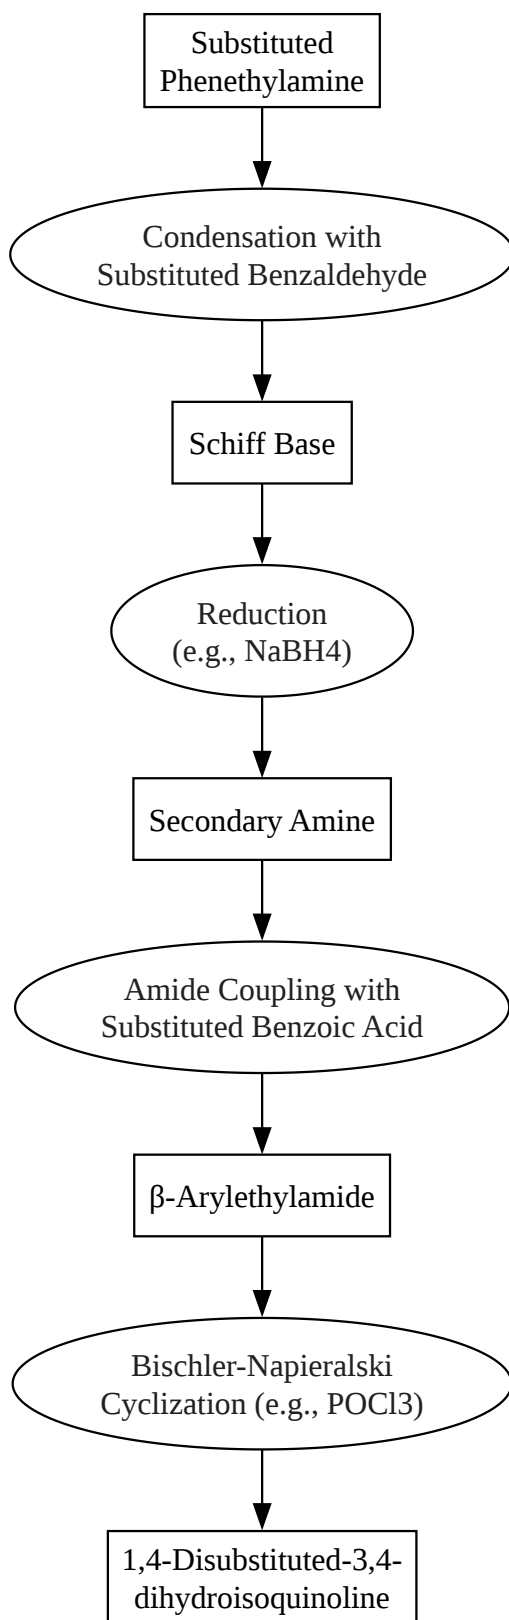 Substituted
Phenethylamine
Condensation with
Substituted Benzaldehyde
Schiff Base
Reduction
(e.g., NaBH4)
Secondary Amine
Amide Coupling with
Substituted Benzoic Acid
β-Arylethylamide
Bischler-Napieralski
Cyclization (e.g., POCl3)
1,4-Disubstituted-3,4-
dihydroisoquinoline